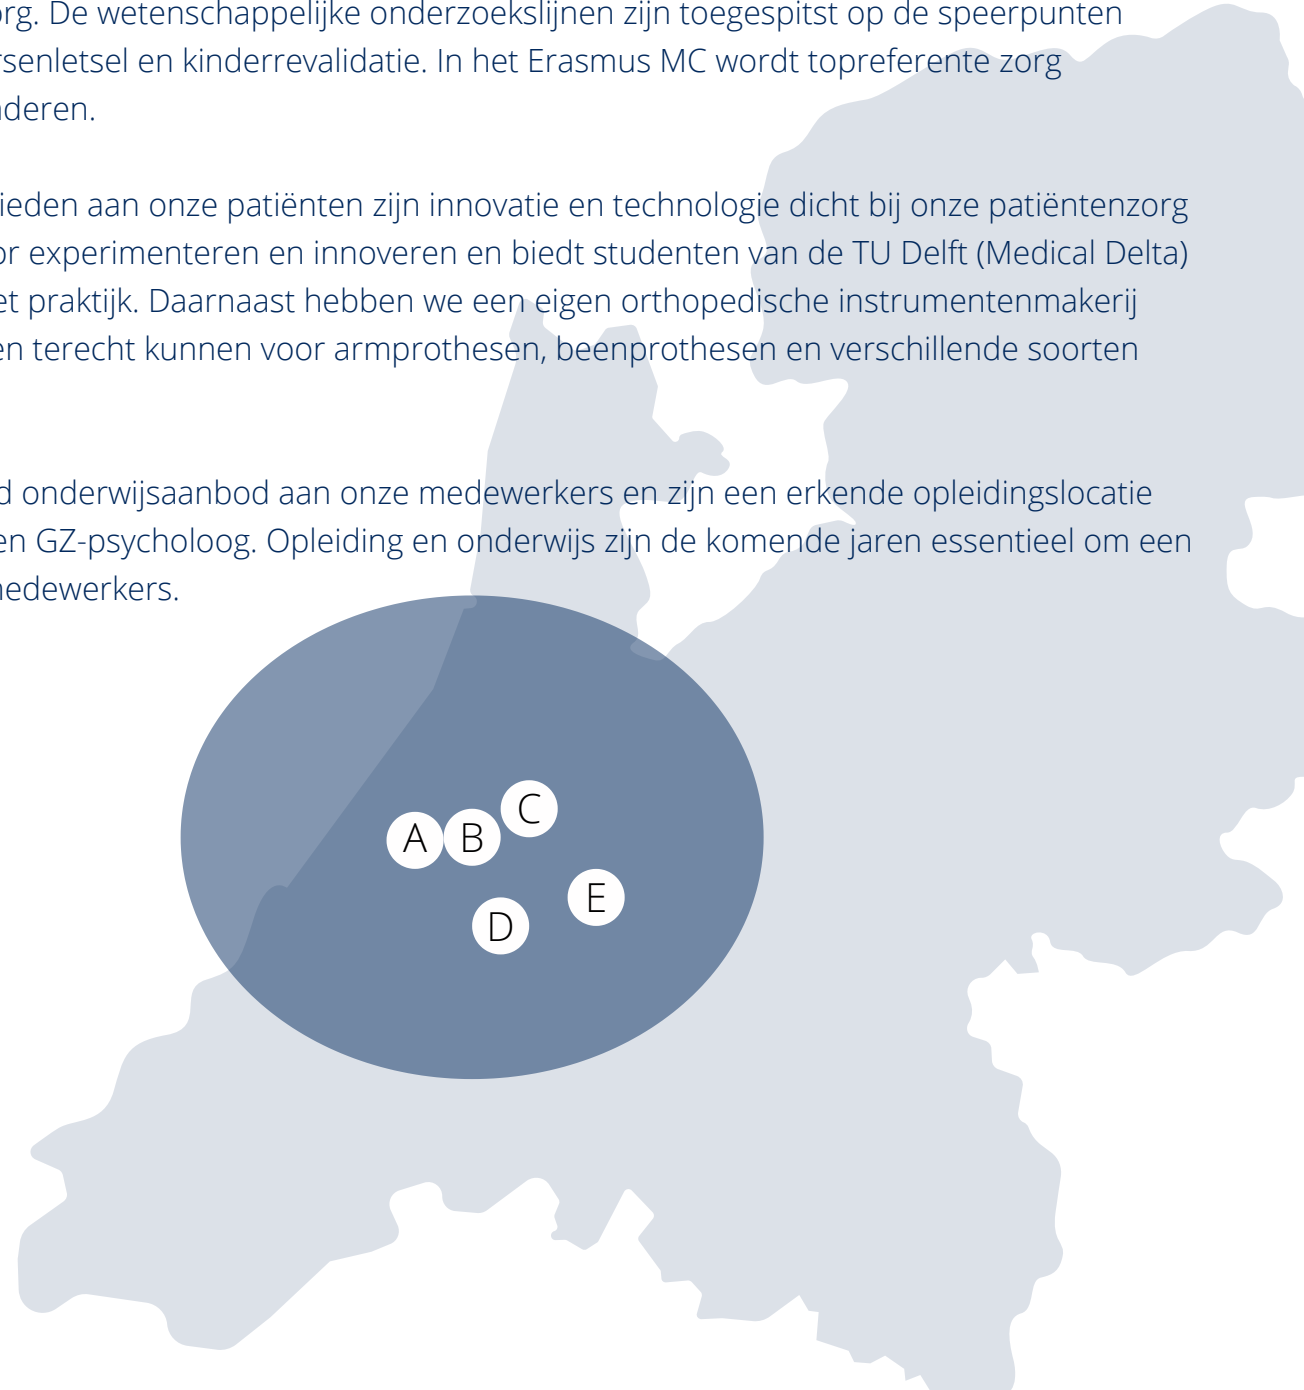 org. De wetenschappelijke onderzoekslijnen zijn toegespitst op de speerpunten
rsenletsel en kinderrevalidatie. In het Erasmus MC wordt topreferente zorg
nderen.
ieden aan onze patiënten zijn innovatie en technologie dicht bij onze patiëntenzorg
or experimenteren en innoveren en biedt studenten van de TU Delft (Medical Delta)
et praktijk. Daarnaast hebben we een eigen orthopedische instrumentenmakerij
en terecht kunnen voor armprothesen, beenprothesen en verschillende soorten
d onderwijsaanbod aan onze medewerkers en zijn een erkende opleidingslocatie
en GZ-psycholoog. Opleiding en onderwijs zijn de komende jaren essentieel om een
medewerkers.
C
A B
E
D